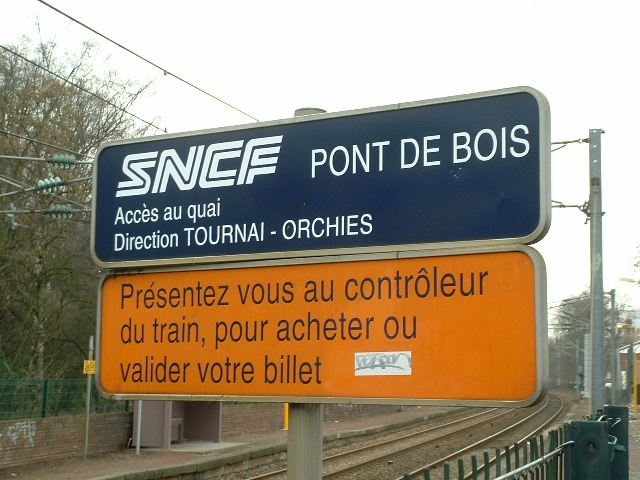 SNCF PONT DE BOIS
Accès au quai
Direction TOURNAI - ORCHIES
Présentez vous au contrôleur
du train, pour acheter ou
valider votre billet